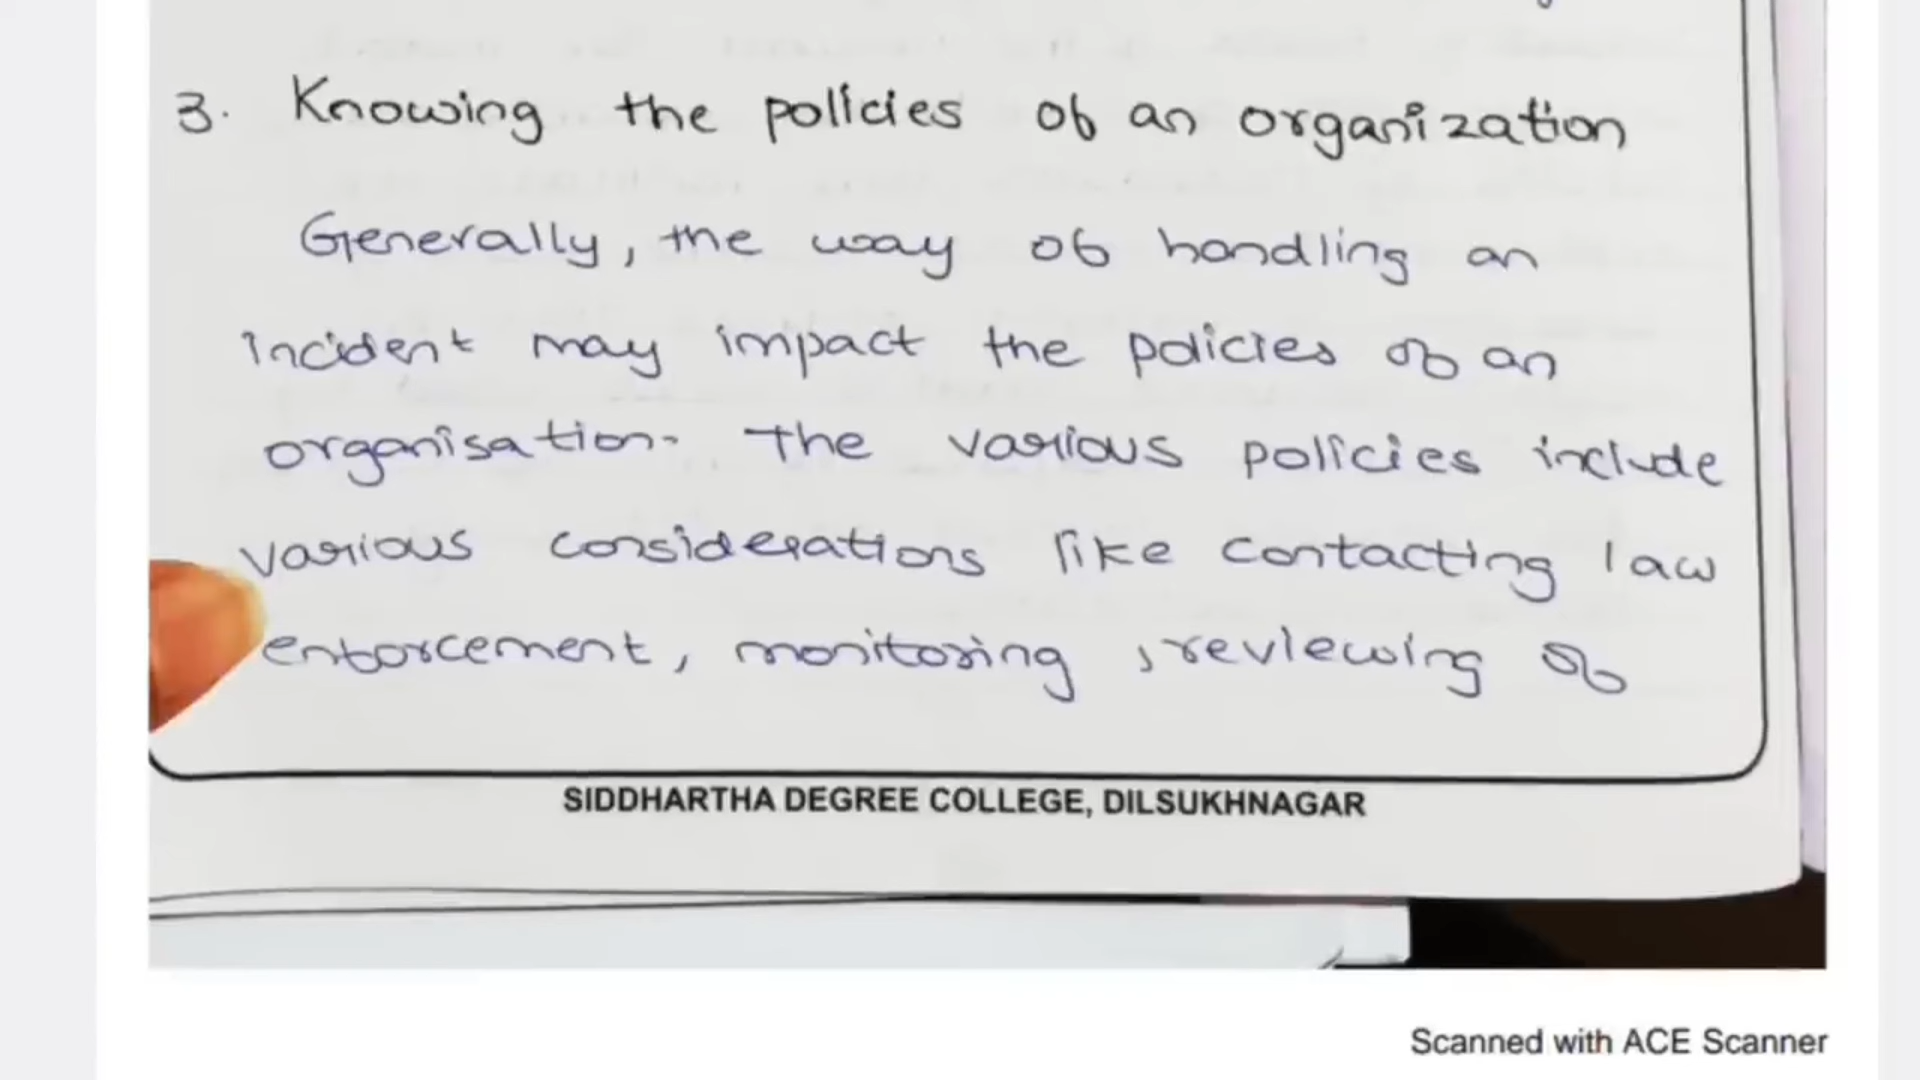 3. Knowing the policies of an organization
Generally, the way of handling an
incident may impact the policies of an
organisation. The various policies include
various considerations like contacting law
enforcement, monitoring , reviewing of
SIDDHARTHA DEGREE COLLEGE, DILSUKHNAGAR
Scanned with ACE Scanner